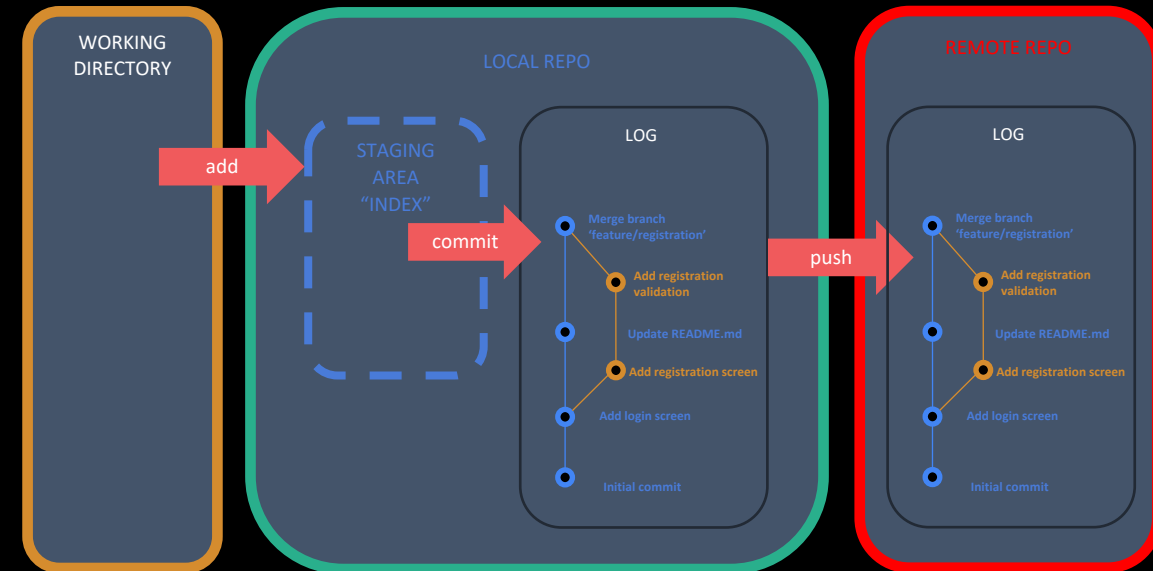 WORKING
DIRECTORY
add
LOCAL REPO
STAGING
AREA
“INDEX”
commit
LOG
Merge branch
‘feature/registration’
Add registration
validation
Update README.md
Add registration screen
Add login screen
Initial commit
push
REMOTE REPO
LOG
Merge branch
‘feature/registration’
Add registration
validation
Update README.md
Add registration screen
Add login screen
Initial commit